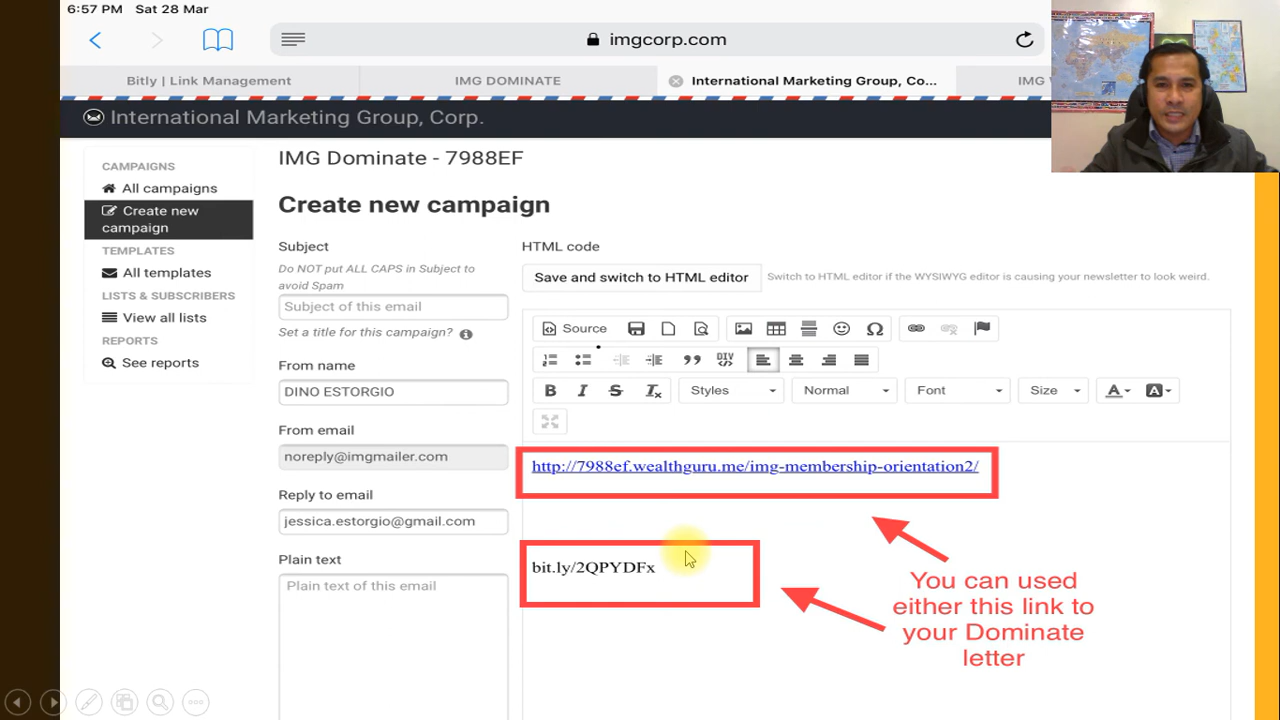 6:57 PM Sat 28 Mar
imgcorp.com
Bitly | Link Management
IMG DOMINATE
International Marketing Group, Co...
IMG
International Marketing Group, Corp.
IMG Dominate - 7988EF
CAMPAIGNS
All campaigns
Create new
campaign
TEMPLATES
All templates
LISTS & SUBSCRIBERS
View all lists
REPORTS
See reports
Create new campaign
Subject
Do NOT put ALL CAPS in Subject to
avoid Spam
Subject of this email
Set a title for this campaign?
From name
DINO ESTORGIO
From email
noreply@imgmailer.com
Reply to email
jessica.estorgio@gmail.com
Plain text
Plain text of this email
HTML code
Save and switch to HTML editor
Switch to HTML editor if the WYSIWYG editor is causing your newsletter to look weird.
Source
DIV
B I S Tx Styles Normal Font Size A A
http://7988ef.wealthguru.me/img-membership-orientation2/
bit.ly/2QPYDFx
You can used
either this link to
your Dominate
letter